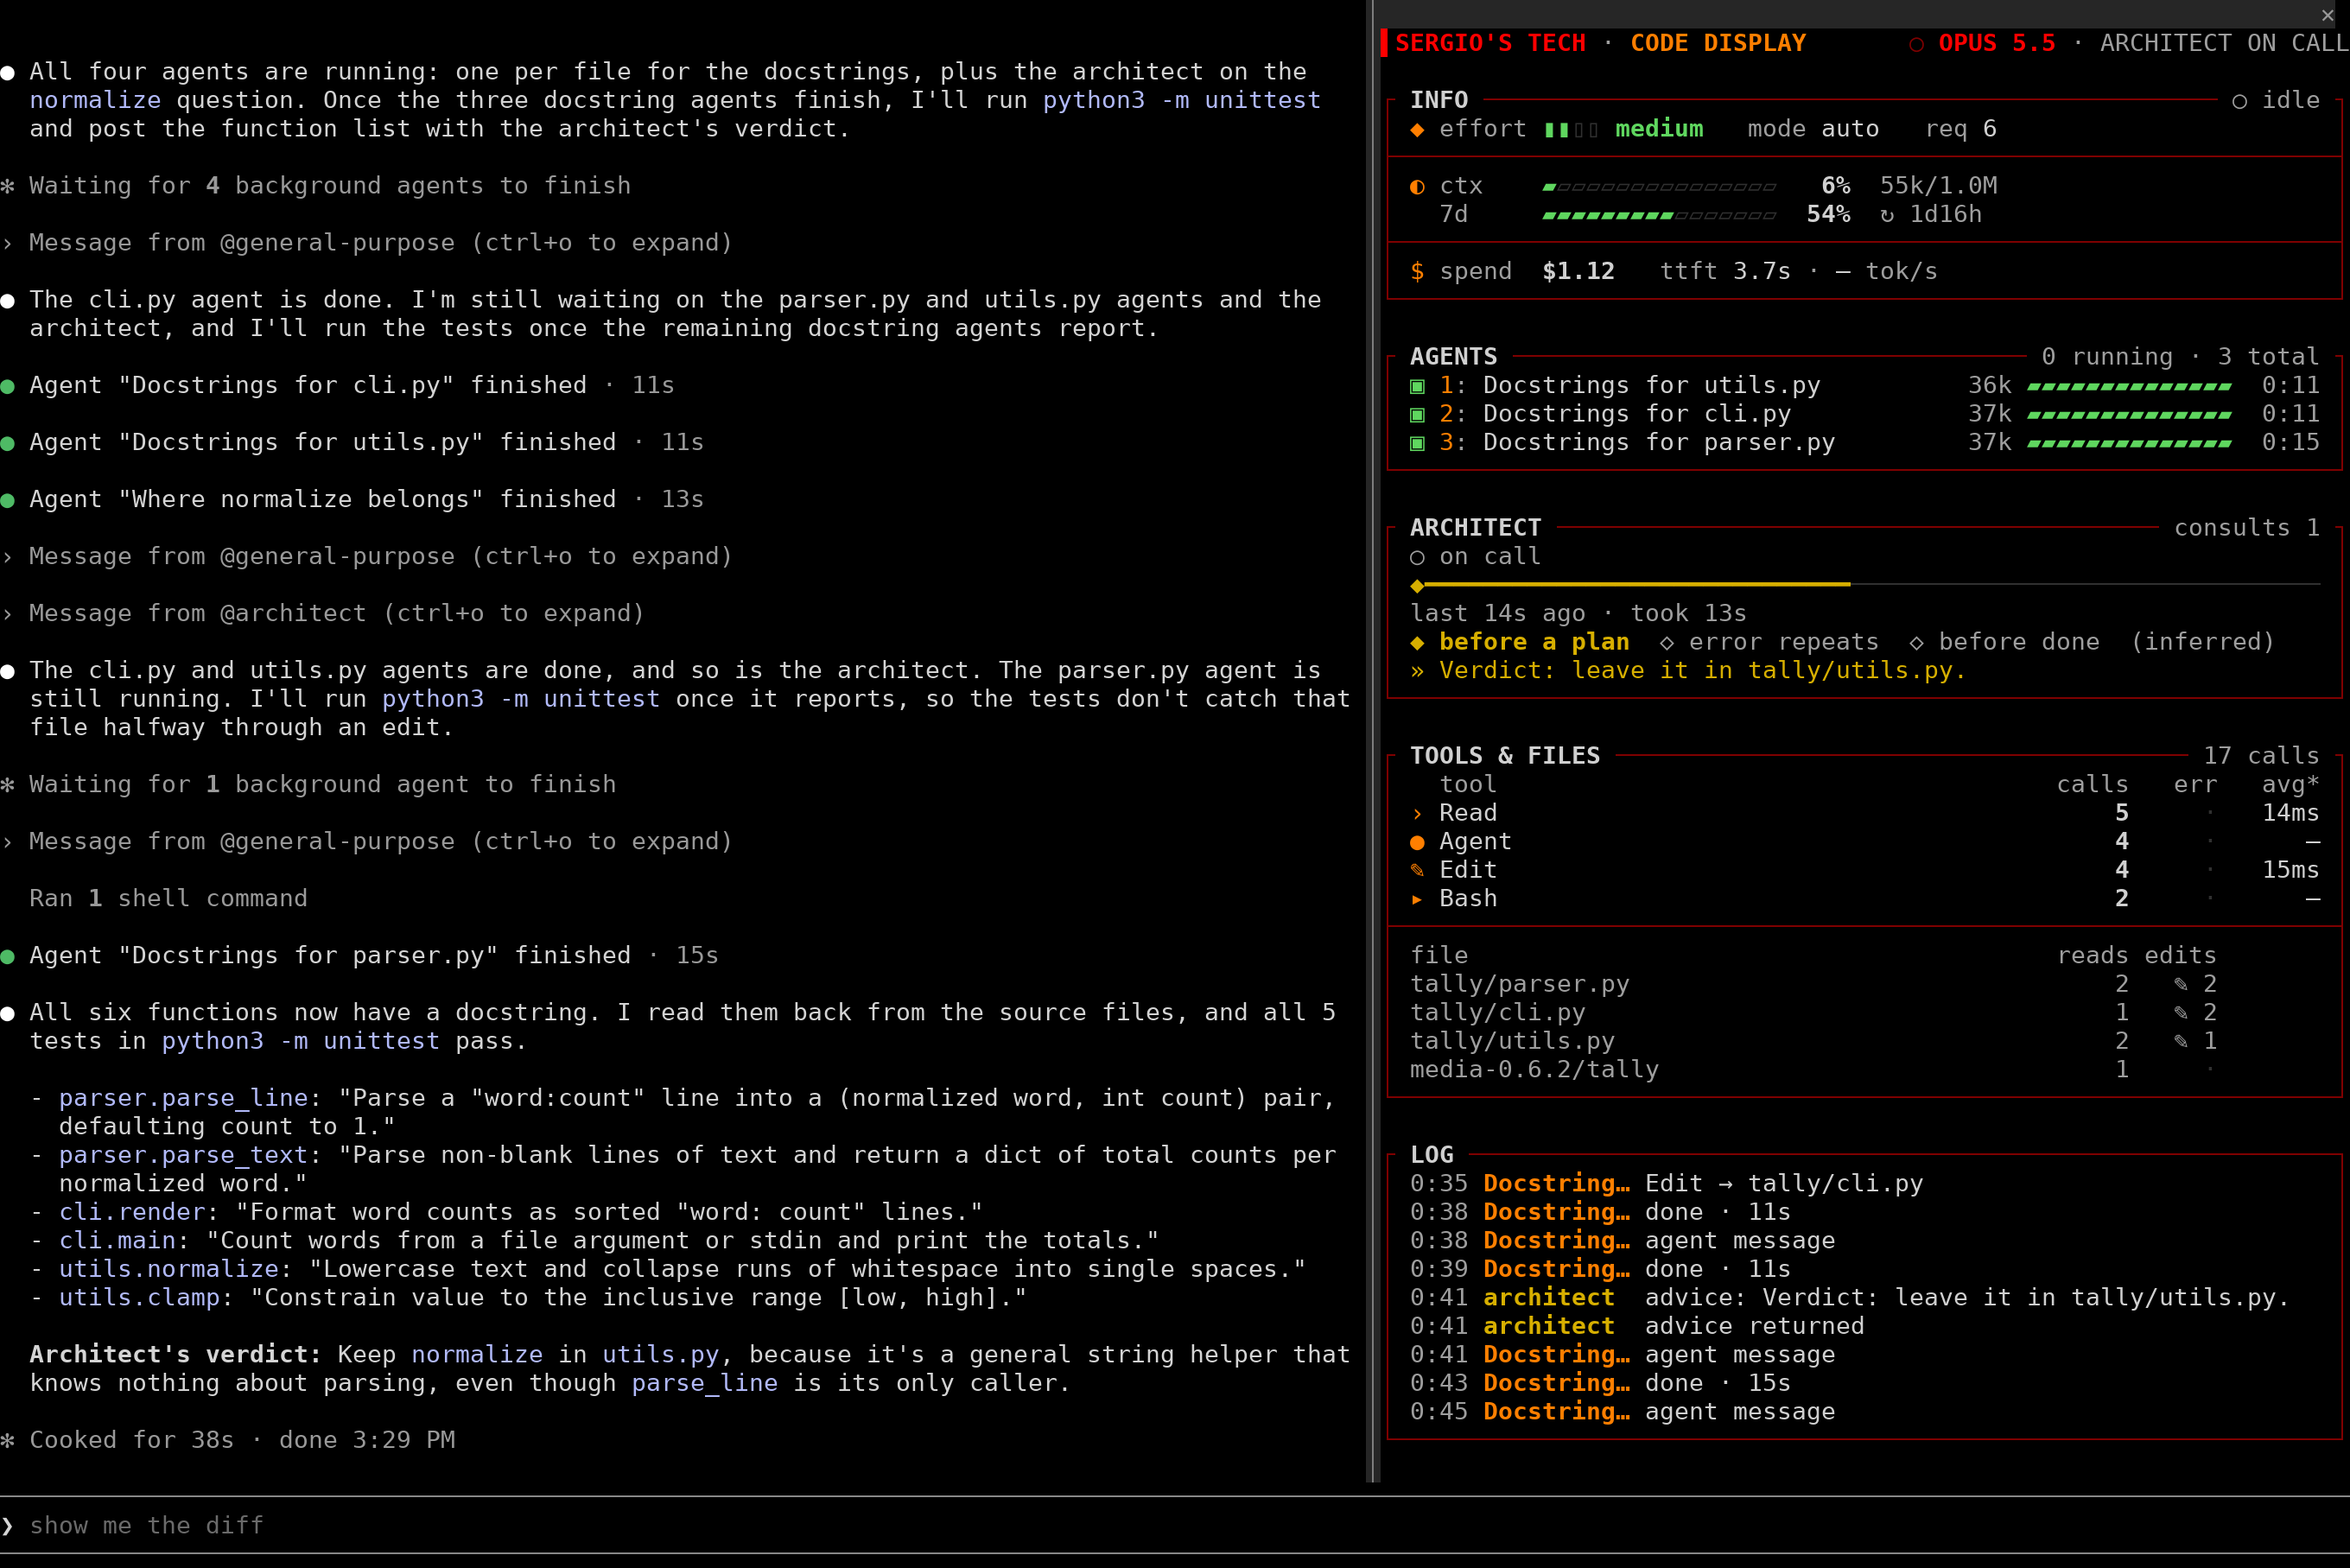 ● All four agents are running: one per file for the docstrings, plus the architect on the
normalize question. Once the three docstring agents finish, I'll run python3 -m unittest
and post the function list with the architect's verdict.
✻ Waiting for 4 background agents to finish
› Message from @general-purpose (ctrl+o to expand)
● The cli.py agent is done. I'm still waiting on the parser.py and utils.py agents and the
architect, and I'll run the tests once the remaining docstring agents report.
● Agent "Docstrings for cli.py" finished · 11s
● Agent "Docstrings for utils.py" finished · 11s
● Agent "Where normalize belongs" finished · 13s
› Message from @general-purpose (ctrl+o to expand)
› Message from @architect (ctrl+o to expand)
● The cli.py and utils.py agents are done, and so is the architect. The parser.py agent is
still running. I'll run python3 -m unittest once it reports, so the tests don't catch that
file halfway through an edit.
✻ Waiting for 1 background agent to finish
› Message from @general-purpose (ctrl+o to expand)
Ran 1 shell command
● Agent "Docstrings for parser.py" finished · 15s
● All six functions now have a docstring. I read them back from the source files, and all 5
tests in python3 -m unittest pass.
- parser.parse_line: "Parse a "word:count" line into a (normalized word, int count) pair,
defaulting count to 1."
- parser.parse_text: "Parse non-blank lines of text and return a dict of total counts per
normalized word."
- cli.render: "Format word counts as sorted "word: count" lines."
- cli.main: "Count words from a file argument or stdin and print the totals."
- utils.normalize: "Lowercase text and collapse runs of whitespace into single spaces."
- utils.clamp: "Constrain value to the inclusive range [low, high]."
Architect's verdict: Keep normalize in utils.py, because it's a general string helper that
knows nothing about parsing, even though parse_line is its only caller.
✻ Cooked for 38s · done 3:29 PM
❯ show me the diff
×
SERGIO'S TECH · CODE DISPLAY ○ OPUS 5.5 · ARCHITECT ON CALL
INFO ○ idle
◆ effort ▮▮▯▯ medium mode auto req 6
◐ ctx 6% 55k/1.0M
7d 54% ↻ 1d16h
$ spend $1.12 ttft 3.7s · — tok/s
AGENTS 0 running · 3 total
▣ 1: Docstrings for utils.py 36k 0:11
▣ 2: Docstrings for cli.py 37k 0:11
▣ 3: Docstrings for parser.py 37k 0:15
ARCHITECT consults 1
○ on call
last 14s ago · took 13s
◆ before a plan ◇ error repeats ◇ before done (inferred)
» Verdict: leave it in tally/utils.py.
TOOLS & FILES 17 calls
tool calls err avg*
› Read 5 · 14ms
● Agent 4 · —
✎ Edit 4 · 15ms
▸ Bash 2 · —
file reads edits
tally/parser.py 2 ✎ 2
tally/cli.py 1 ✎ 2
tally/utils.py 2 ✎ 1
media-0.6.2/tally 1 ·
LOG
0:35 Docstring… Edit → tally/cli.py
0:38 Docstring… done · 11s
0:38 Docstring… agent message
0:39 Docstring… done · 11s
0:41 architect advice: Verdict: leave it in tally/utils.py.
0:41 architect advice returned
0:41 Docstring… agent message
0:43 Docstring… done · 15s
0:45 Docstring… agent message